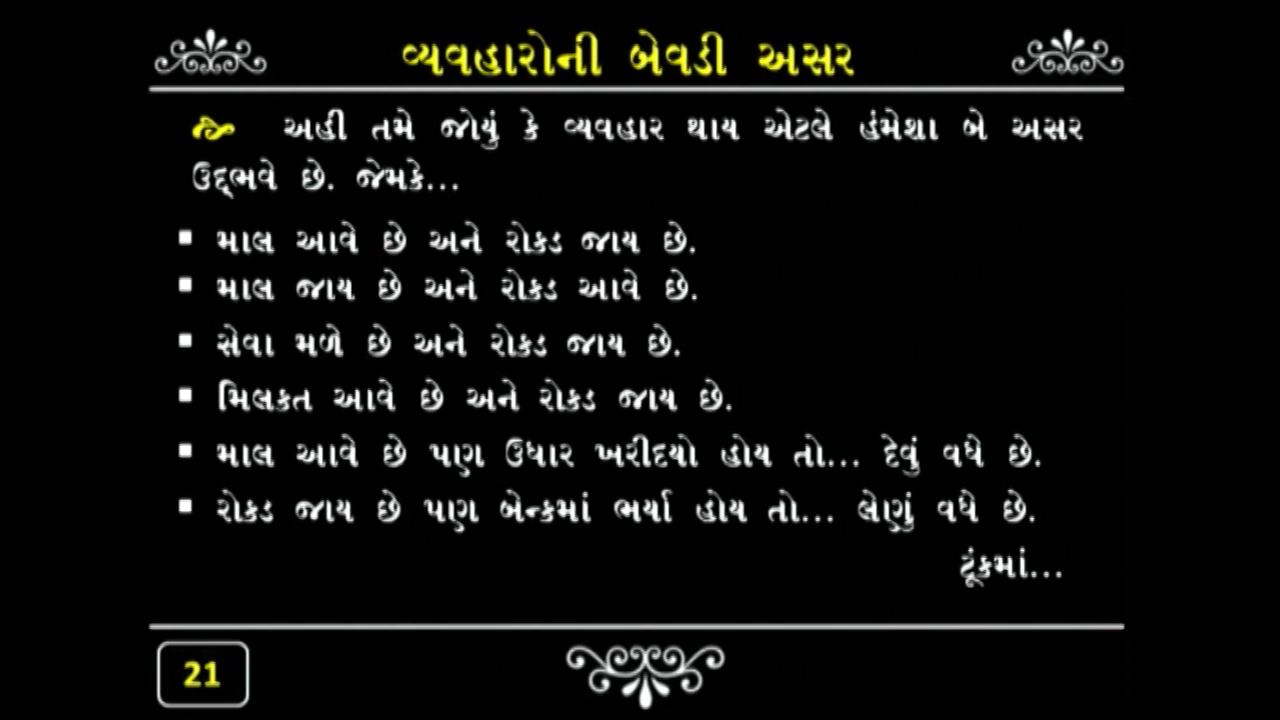 વ્યવહારોની બેવડી અસર
અહી તમે જોયું કે વ્યવહાર થાય એટલે હંમેશા બે અસર
ઉદ્ભવે છે. જેમકે...
▪ માલ આવે છે અને રોકડ જાય છે.
▪ માલ જાય છે અને રોકડ આવે છે.
▪ સેવા મળે છે અને રોકડ જાય છે.
▪ મિલકત આવે છે અને રોકડ જાય છે.
▪ માલ આવે છે પણ ઉધાર ખરીદયો હોય તો... દેવું વધે છે.
▪ રોકડ જાય છે પણ બેન્કમાં ભર્યા હોય તો... લેણું વધે છે.
ટૂંકમાં...
21